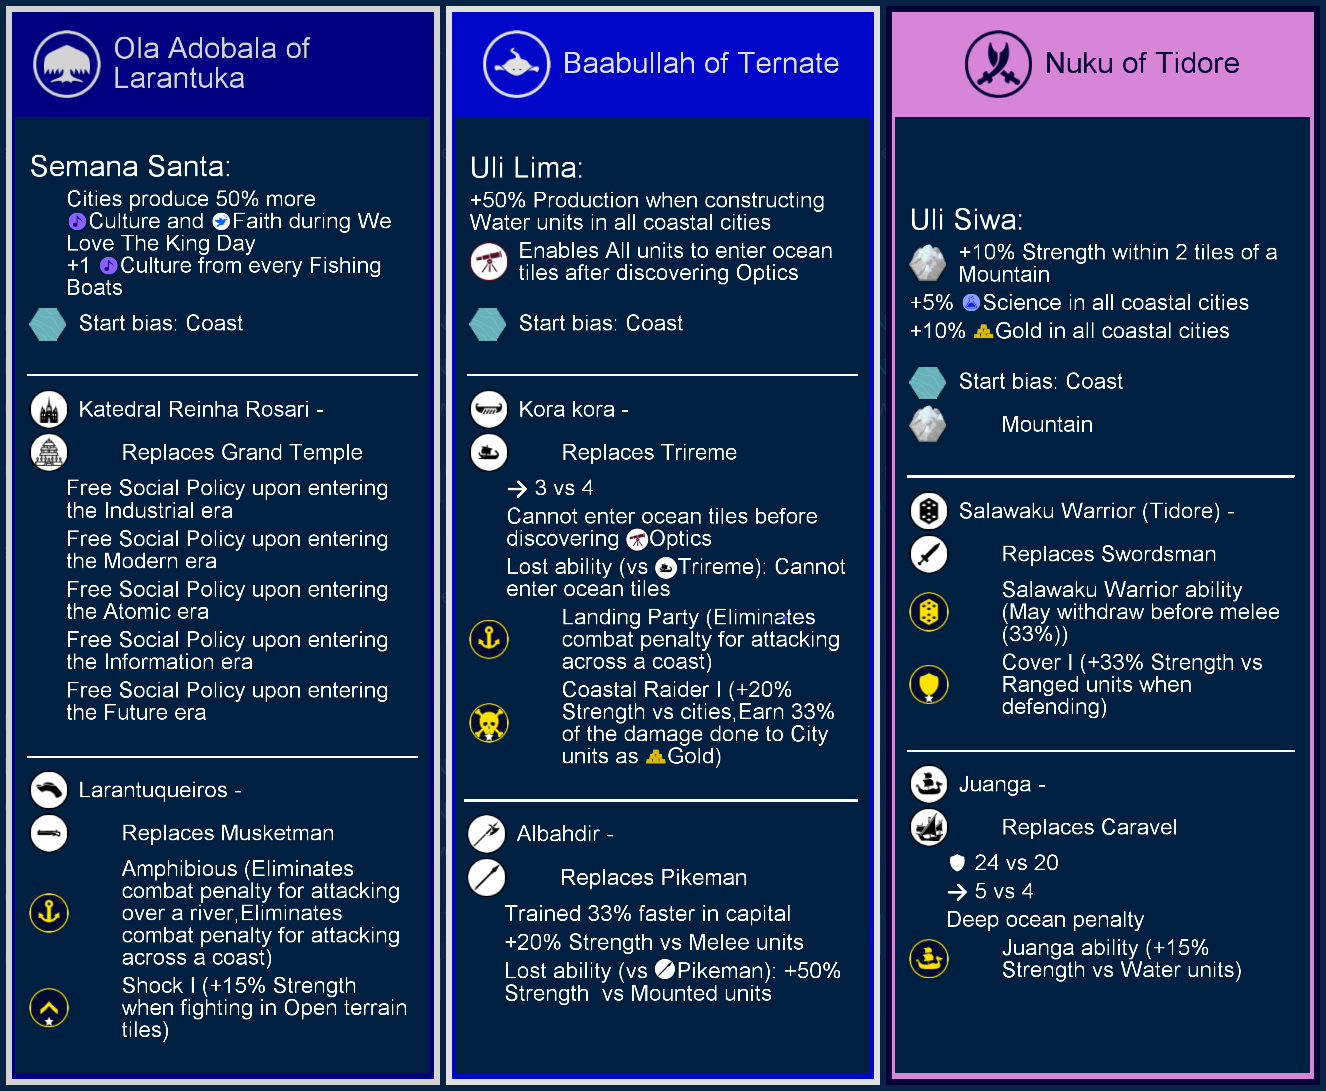 Ola Adobala of
Larantuka
Semana Santa:
Cities produce 50% more
Culture and Faith during We
Love The King Day
+1 Culture from every Fishing
Boats
Start bias: Coast
Katedral Reinha Rosari -
Replaces Grand Temple
Free Social Policy upon entering
the Industrial era
Free Social Policy upon entering
the Modern era
Free Social Policy upon entering
the Atomic era
Free Social Policy upon entering
the Information era
Free Social Policy upon entering
the Future era
Larantuqueiros -
Replaces Musketman
Amphibious (Eliminates
combat penalty for attacking
over a river,Eliminates
combat penalty for attacking
across a coast)
Shock I (+15% Strength
when fighting in Open terrain
tiles)
Baabullah of Ternate
Uli Lima:
+50% Production when constructing
Water units in all coastal cities
Enables All units to enter ocean
tiles after discovering Optics
Start bias: Coast
Kora kora -
Replaces Trireme
→ 3 vs 4
Cannot enter ocean tiles before
discovering Optics
Lost ability (vs Trireme): Cannot
enter ocean tiles
Landing Party (Eliminates
combat penalty for attacking
across a coast)
Coastal Raider I (+20%
Strength vs cities,Earn 33%
of the damage done to City
units as Gold)
Albahdir -
Replaces Pikeman
Trained 33% faster in capital
+20% Strength vs Melee units
Lost ability (vs Pikeman): +50%
Strength  vs Mounted units
Nuku of Tidore
Uli Siwa:
+10% Strength within 2 tiles of a
Mountain
+5% Science in all coastal cities
+10% Gold in all coastal cities
Start bias: Coast
Mountain
Salawaku Warrior (Tidore) -
Replaces Swordsman
Salawaku Warrior ability
(May withdraw before melee
(33%))
Cover I (+33% Strength vs
Ranged units when
defending)
Juanga -
Replaces Caravel
24 vs 20
→ 5 vs 4
Deep ocean penalty
Juanga ability (+15%
Strength vs Water units)